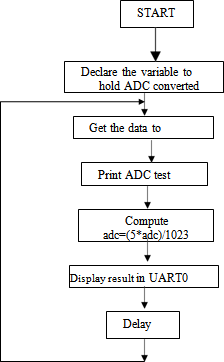 START
Declare the variable to
hold ADC converted
Get the data to
Print ADC test
Compute
adc=(5*adc)/1023
Display result in UART0
Delay